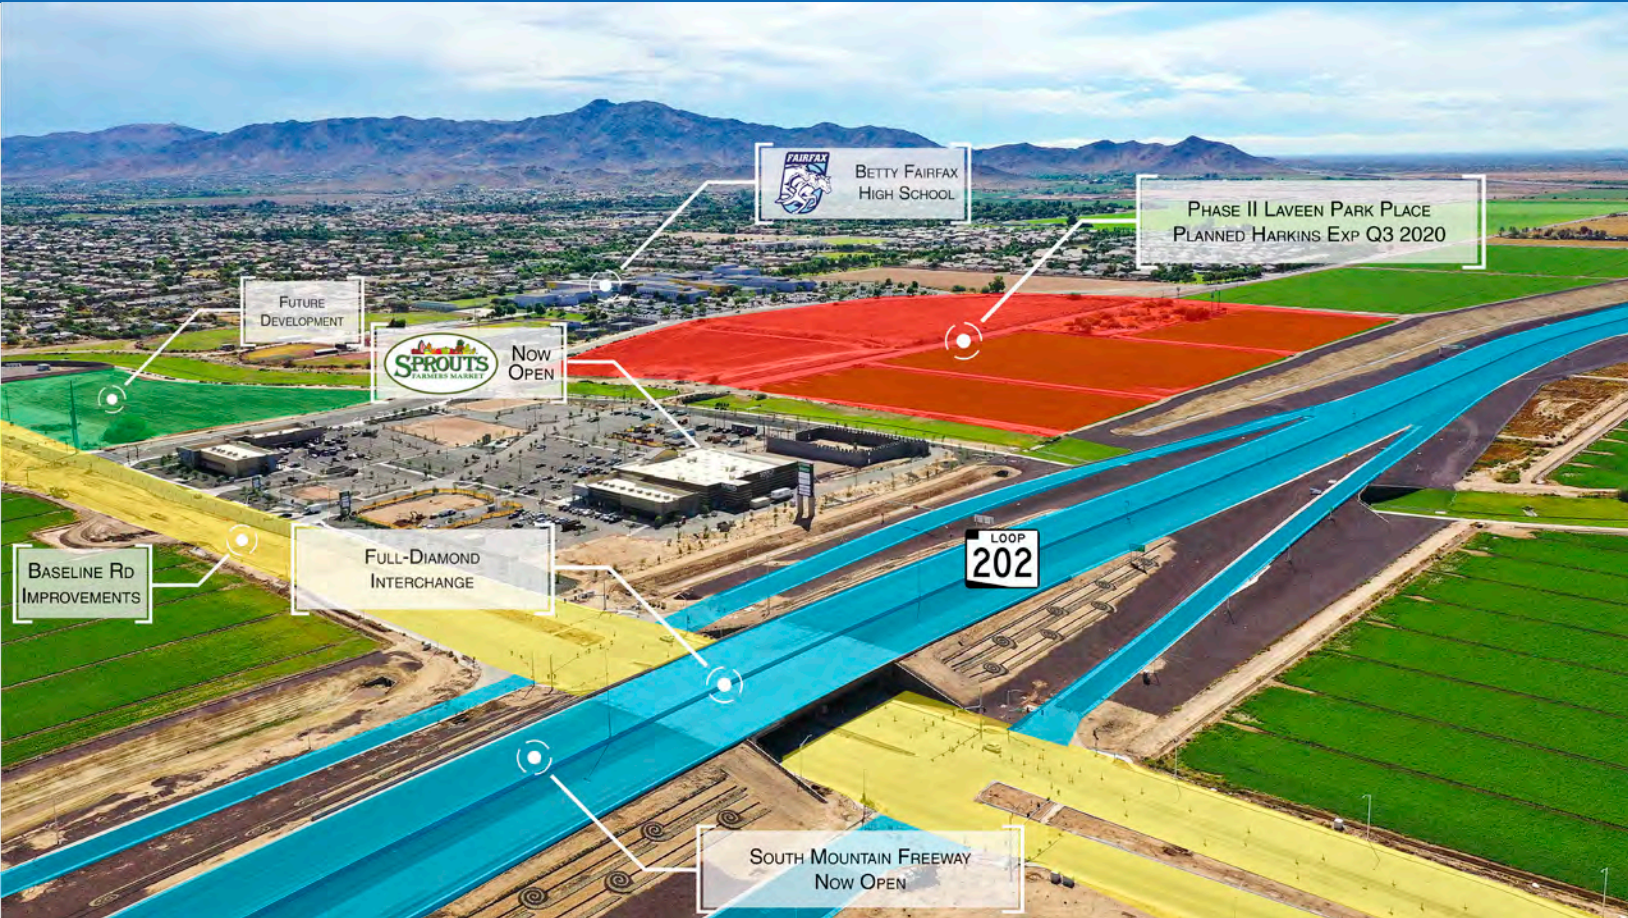 FAIRFAX
BETTY FAIRFAX
HIGH SCHOOL
PHASE II LAVEEN PARK PLACE
PLANNED HARKINS EXP Q3 2020
FUTURE
DEVELOPMENT
SPROUTS
FARMERS MARKET
NOW
OPEN
LOOP
202
FULL-DIAMOND
INTERCHANGE
BASELINE RD
IMPROVEMENTS
SOUTH MOUNTAIN FREEWAY
NOW OPEN